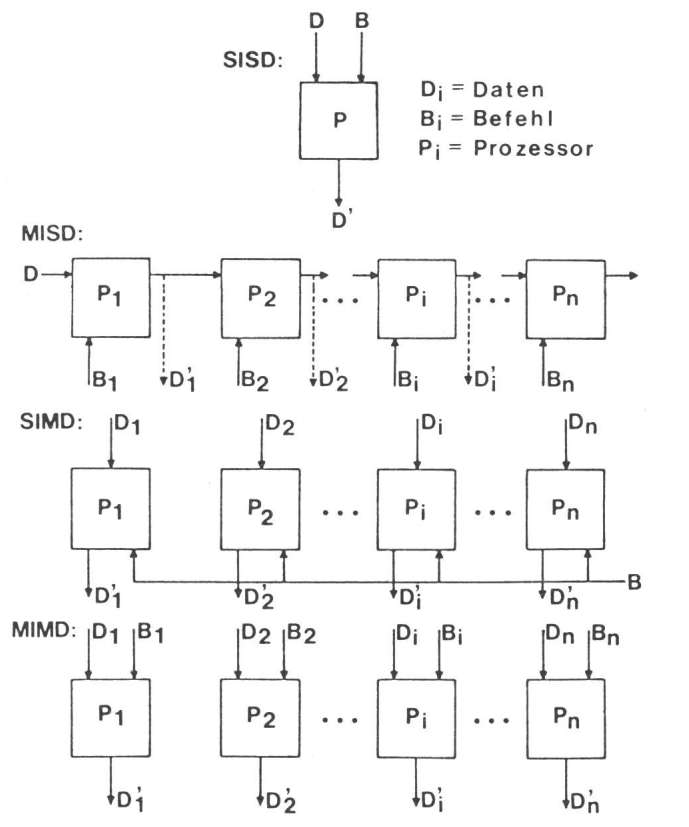 D B
SISD:
P
Dᵢ = Daten
Bᵢ = Befehl
Pᵢ = Prozessor
D'
MISD:
D P₁ P₂ ... Pᵢ ... Pₙ
B₁ D'₁ B₂ D'₂ Bᵢ D'ᵢ Bₙ
SIMD: D₁ D₂ Dᵢ Dₙ
P₁ P₂ ... Pᵢ ... Pₙ
B
D'₁ D'₂ D'ᵢ D'ₙ
MIMD: D₁ B₁ D₂ B₂ Dᵢ Bᵢ Dₙ Bₙ
P₁ P₂ ... Pᵢ ... Pₙ
D'₁ D'₂ D'ᵢ D'ₙ